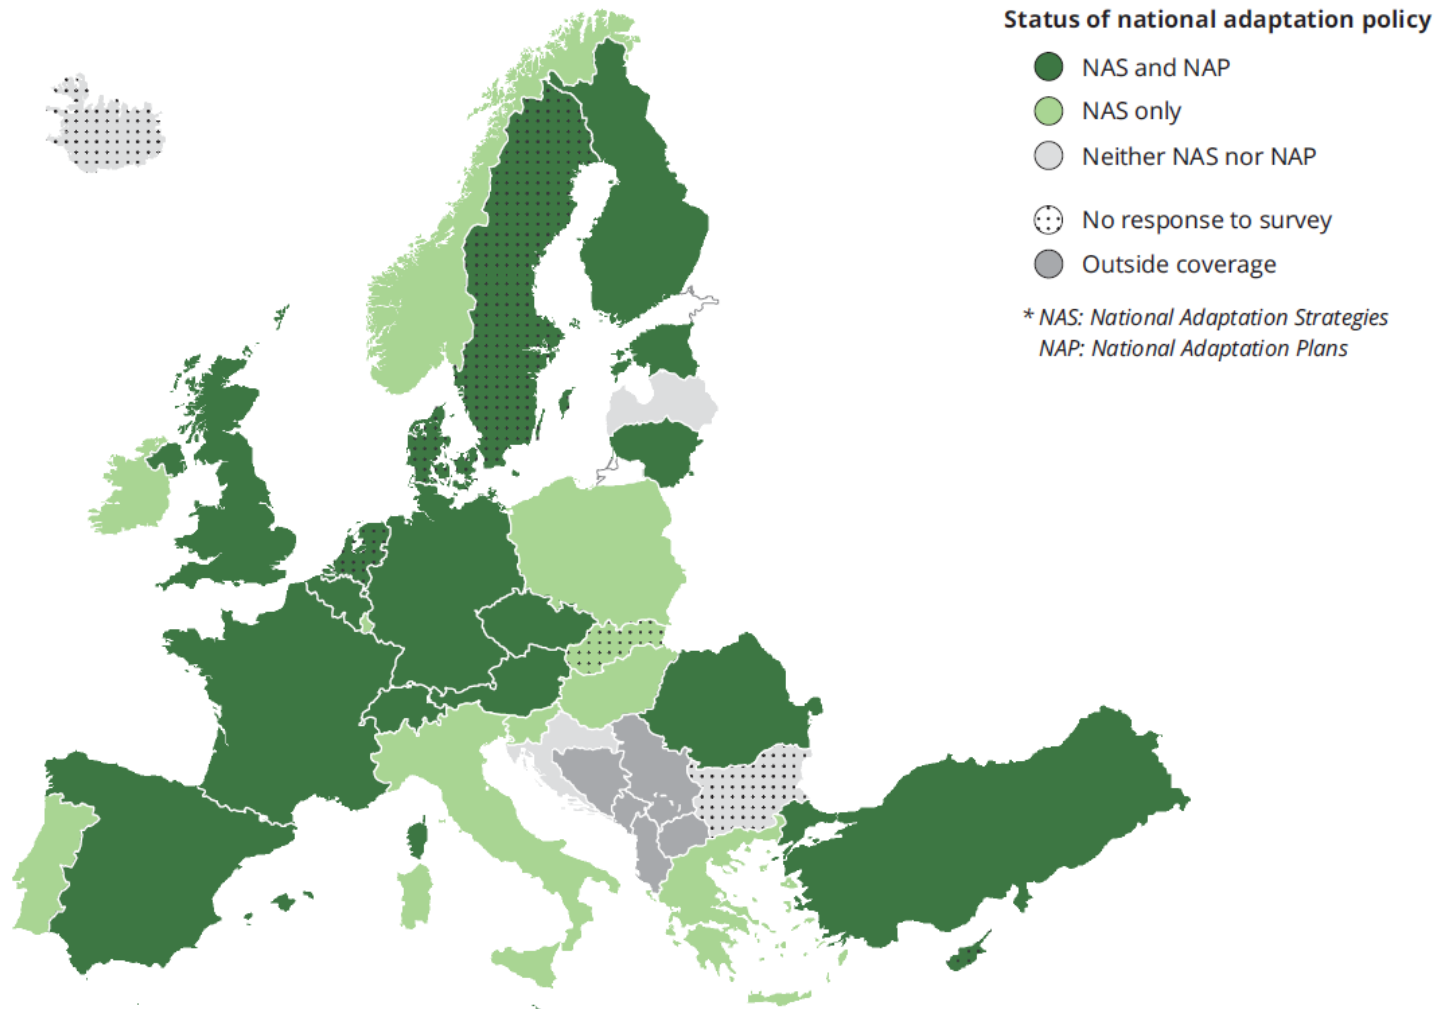 Status of national adaptation policy
NAS and NAP
NAS only
Neither NAS nor NAP
No response to survey
Outside coverage
* NAS: National Adaptation Strategies
NAP: National Adaptation Plans